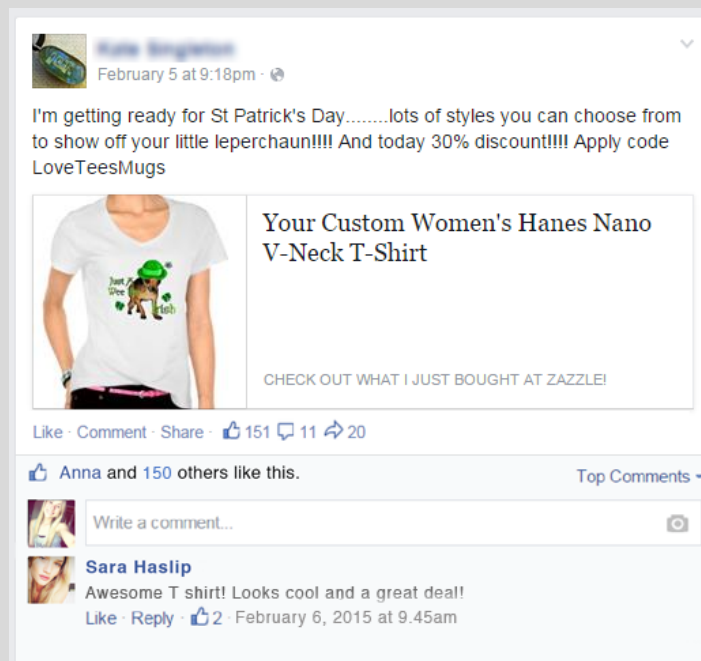 February 5 at 9:18pm ·
I'm getting ready for St Patrick's Day........lots of styles you can choose from
to show off your little leperchaun!!!! And today 30% discount!!!! Apply code
LoveTeesMugs
Your Custom Women's Hanes Nano
V-Neck T-Shirt
Just A
Wee
Irish
CHECK OUT WHAT I JUST BOUGHT AT ZAZZLE!
Like · Comment · Share · 151 11 20
Anna and 150 others like this.
Top Comments
Write a comment...
Sara Haslip
Awesome T shirt! Looks cool and a great deal!
Like · Reply · 2 · February 6, 2015 at 9.45am